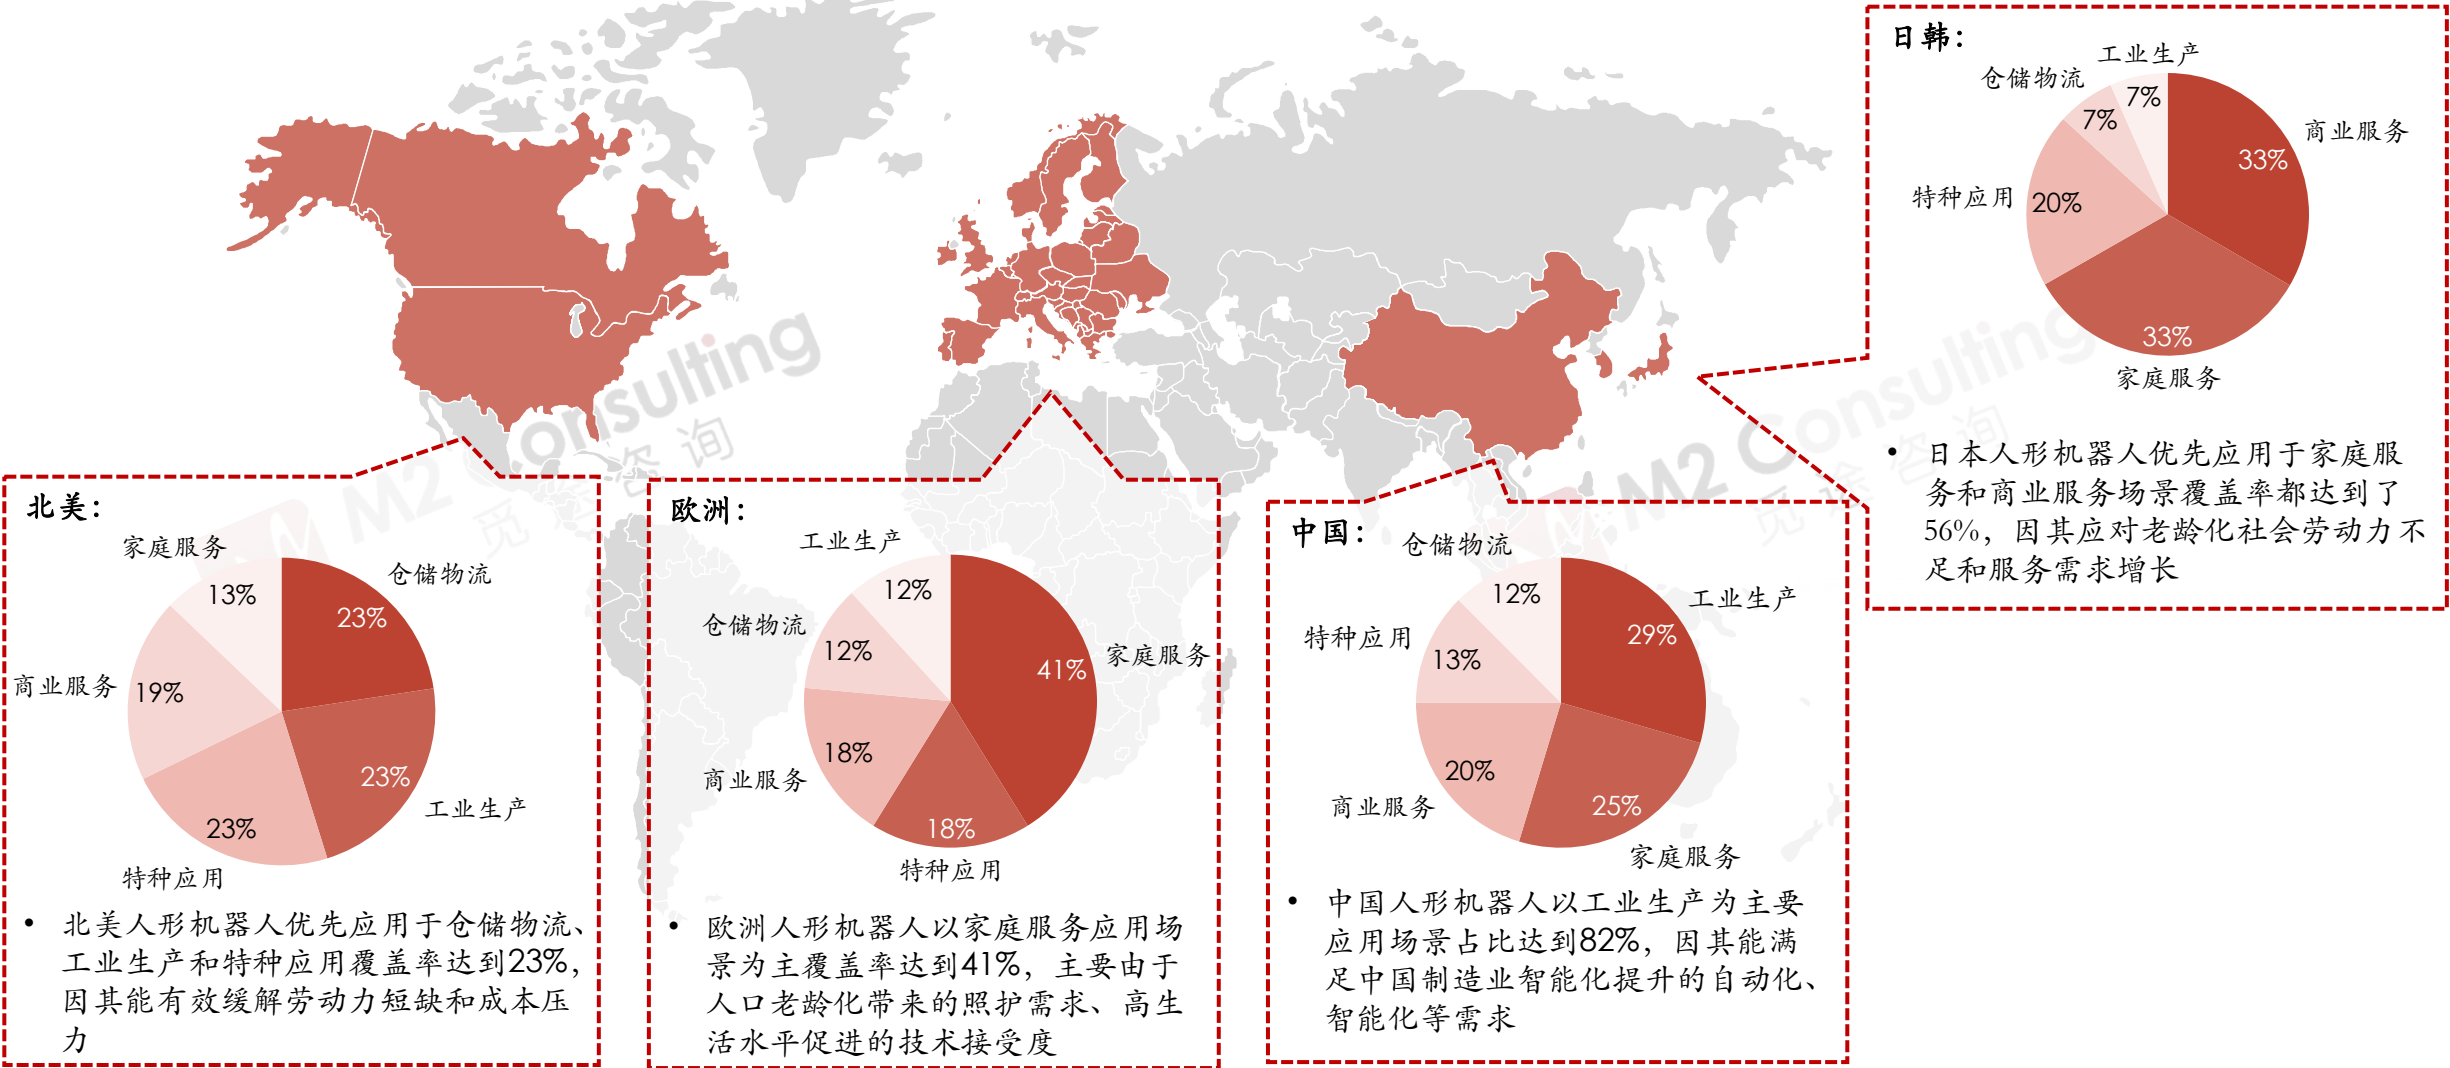 日韩：
工业生产
仓储物流
7%
7%
商业服务
33%
特种应用
20%
33%
家庭服务
• 日本人形机器人优先应用于家庭服
务和商业服务场景覆盖率都达到了
56%，因其应对老龄化社会劳动力不
足和服务需求增长
M2 Consulting
觅途咨询
M2 Consulting
觅途咨询
北美：
家庭服务
仓储物流
13%
23%
商业服务
19%
23%
工业生产
23%
特种应用
• 北美人形机器人优先应用于仓储物流、
工业生产和特种应用覆盖率达到23%，
因其能有效缓解劳动力短缺和成本压
力
欧洲：
工业生产
12%
仓储物流
12%
家庭服务
41%
18%
商业服务
18%
特种应用
• 欧洲人形机器人以家庭服务应用场
景为主覆盖率达到41%，主要由于
人口老龄化带来的照护需求、高生
活水平促进的技术接受度
中国：
仓储物流
12%
工业生产
特种应用
29%
13%
20%
商业服务
25%
家庭服务
• 中国人形机器人以工业生产为主要
应用场景占比达到82%，因其能满
足中国制造业智能化提升的自动化、
智能化等需求